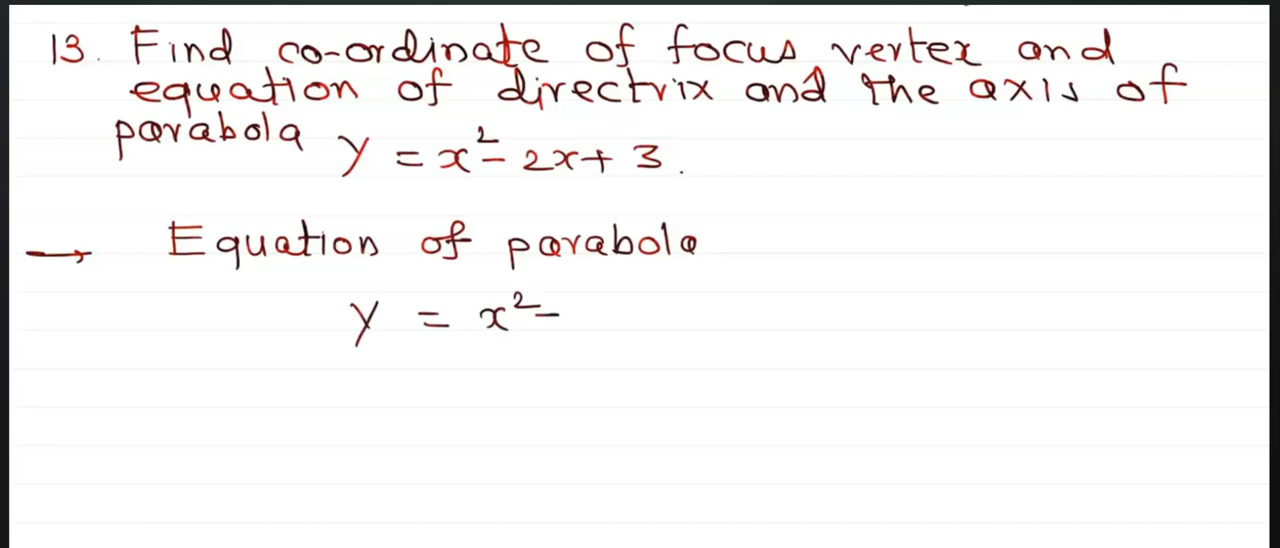 13. Find co-ordinate of focus vertex and
equation of directrix and the axis of
parabola y = x² - 2x + 3.
→ Equation of parabola
y = x² -